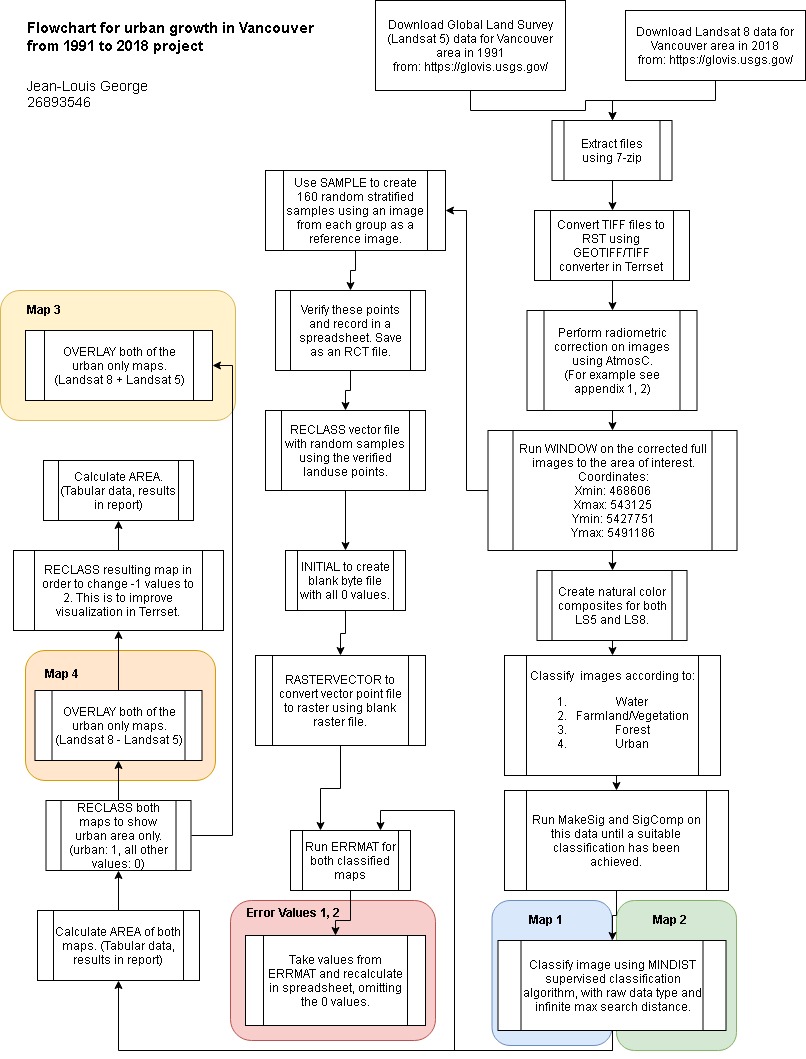 Flowchart for urban growth in Vancouver
from 1991 to 2018 project
Jean-Louis George
26893546
Download Global Land Survey
(Landsat 5) data for Vancouver
area in 1991
from: https://glovis.usgs.gov/
Download Landsat 8 data for
Vancouver area in 2018
from: https://glovis.usgs.gov/
Extract files
using 7-zip
Convert TIFF files to
RST using
GEOTIFF/TIFF
converter in Terrset
Perform radiometric
correction on images
using AtmosC.
(For example see
appendix 1, 2)
Run WINDOW on the corrected full
images to the area of interest.
Coordinates:
Xmin: 468606
Xmax: 543125
Ymin: 5427751
Ymax: 5491186
Create natural color
composites for both
LS5 and LS8.
Classify images according to:
1. Water
2. Farmland/Vegetation
3. Forest
4. Urban
Run MakeSig and SigComp on
this data until a suitable
classification has been
achieved.
Map 1
Map 2
Classify image using MINDIST
supervised classification
algorithm, with raw data type and
infinite max search distance.
Use SAMPLE to create
160 random stratified
samples using an image
from each group as a
reference image.
Verify these points
and record in a
spreadsheet. Save
as an RCT file.
RECLASS vector file
with random samples
using the verified
landuse points.
INITIAL to create
blank byte file
with all 0 values.
RASTERVECTOR to
convert vector point file
to raster using blank
raster file.
Run ERRMAT for
both classified
maps
Error Values 1, 2
Take values from
ERRMAT and recalculate
in spreadsheet, omitting
the 0 values.
Map 3
OVERLAY both of the
urban only maps.
(Landsat 8 + Landsat 5)
Calculate AREA.
(Tabular data, results
in report)
RECLASS resulting map in
order to change -1 values to
2. This is to improve
visualization in Terrset.
Map 4
OVERLAY both of the
urban only maps.
(Landsat 8 - Landsat 5)
RECLASS both
maps to show
urban area only.
(urban: 1, all other
values: 0)
Calculate AREA of both
maps. (Tabular data,
results in report)